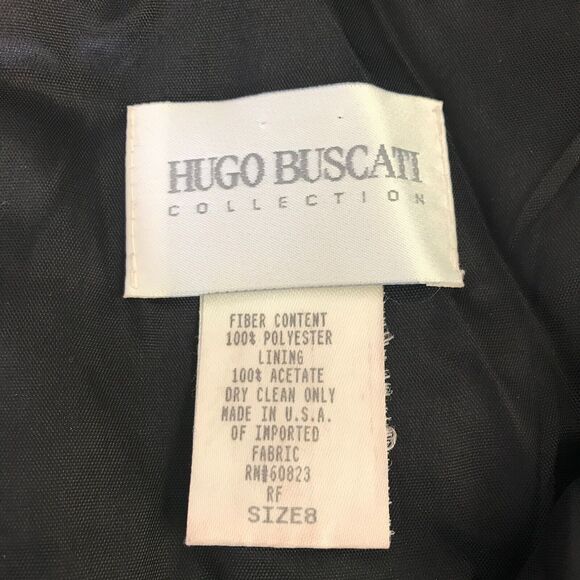 HUGO BUSCATI
COLLECTION
FIBER CONTENT
100% POLYESTER
LINING
100% ACETATE
DRY CLEAN ONLY
MADE IN U.S.A.
OF IMPORTED
FABRIC
RN#60823
RF
SIZE8